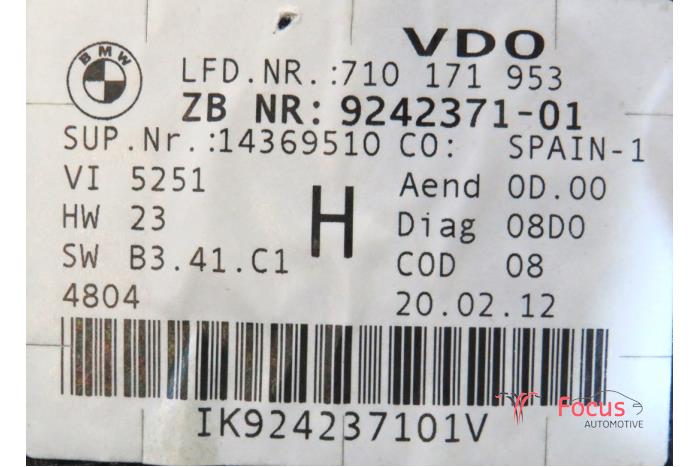 BMW
VDO
LFD.NR.:710 171 953
ZB NR: 9242371-01
SUP.Nr.:14369510 CO: SPAIN-1
VI 5251
Aend 0D.00
HW 23
H
Diag 08D0
SW B3.41.C1
COD 08
4804
20.02.12
IK924237101V
Focus
AUTOMOTIVE